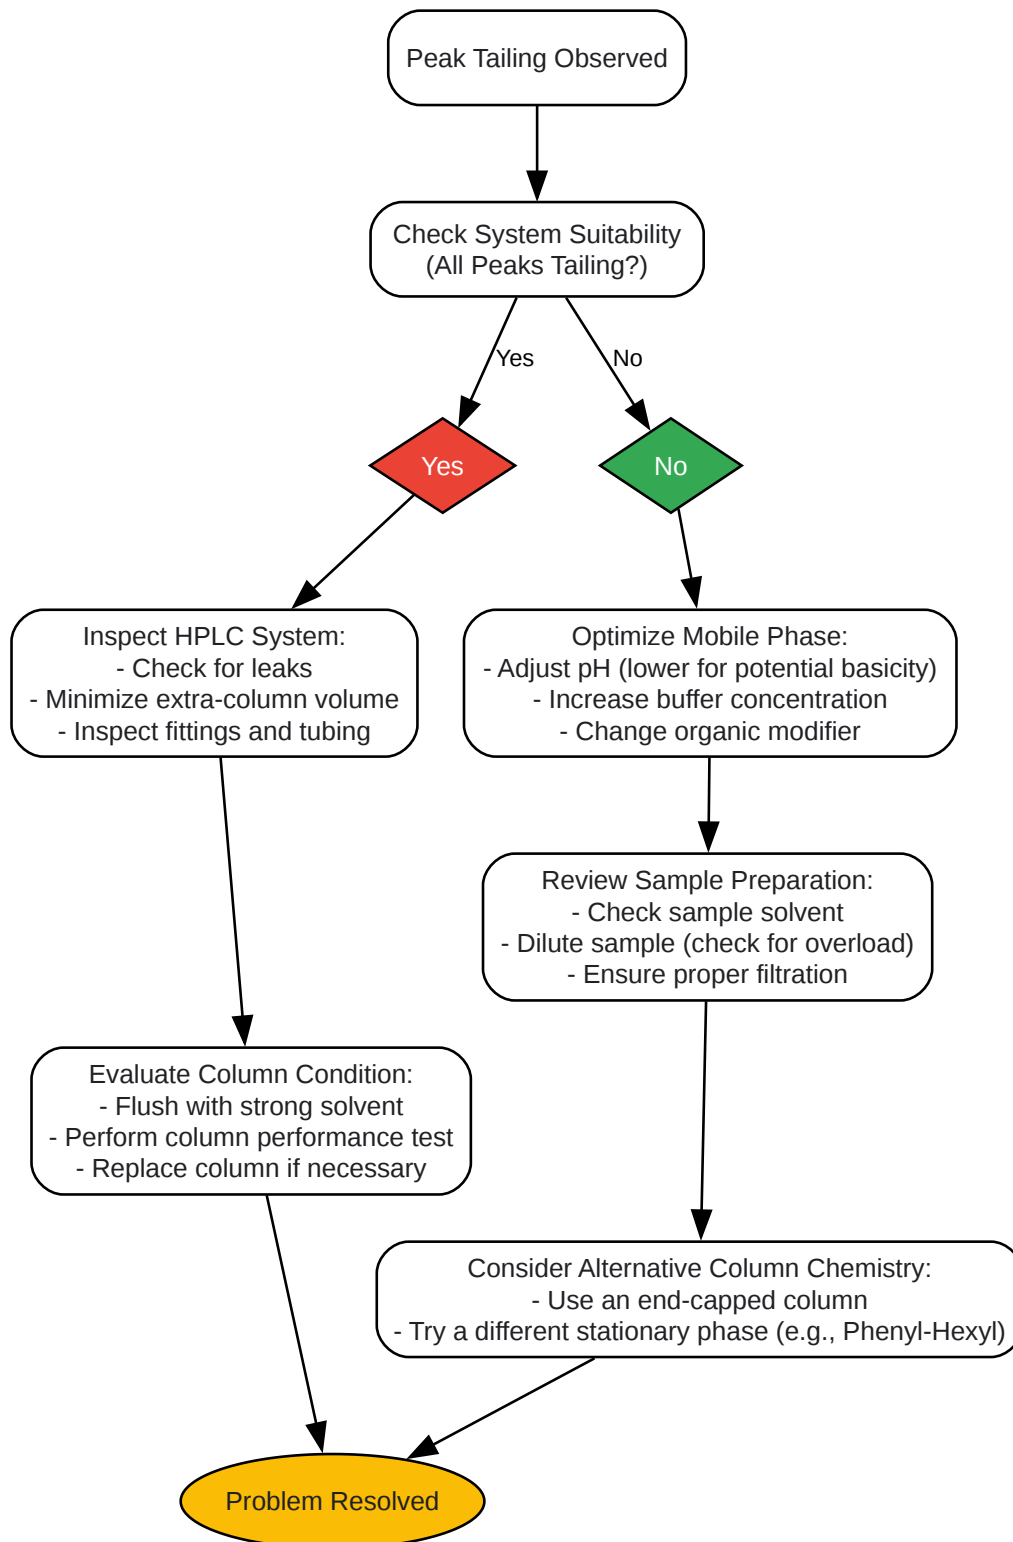 Peak Tailing Observed
Check System Suitability
(All Peaks Tailing?)
Yes
No
Yes
No
Inspect HPLC System:
- Check for leaks
- Minimize extra-column volume
- Inspect fittings and tubing
Optimize Mobile Phase:
- Adjust pH (lower for potential basicity)
- Increase buffer concentration
- Change organic modifier
Review Sample Preparation:
- Check sample solvent
- Dilute sample (check for overload)
- Ensure proper filtration
Evaluate Column Condition:
- Flush with strong solvent
- Perform column performance test
- Replace column if necessary
Consider Alternative Column Chemistry:
- Use an end-capped column
- Try a different stationary phase (e.g., Phenyl-Hexyl)
Problem Resolved